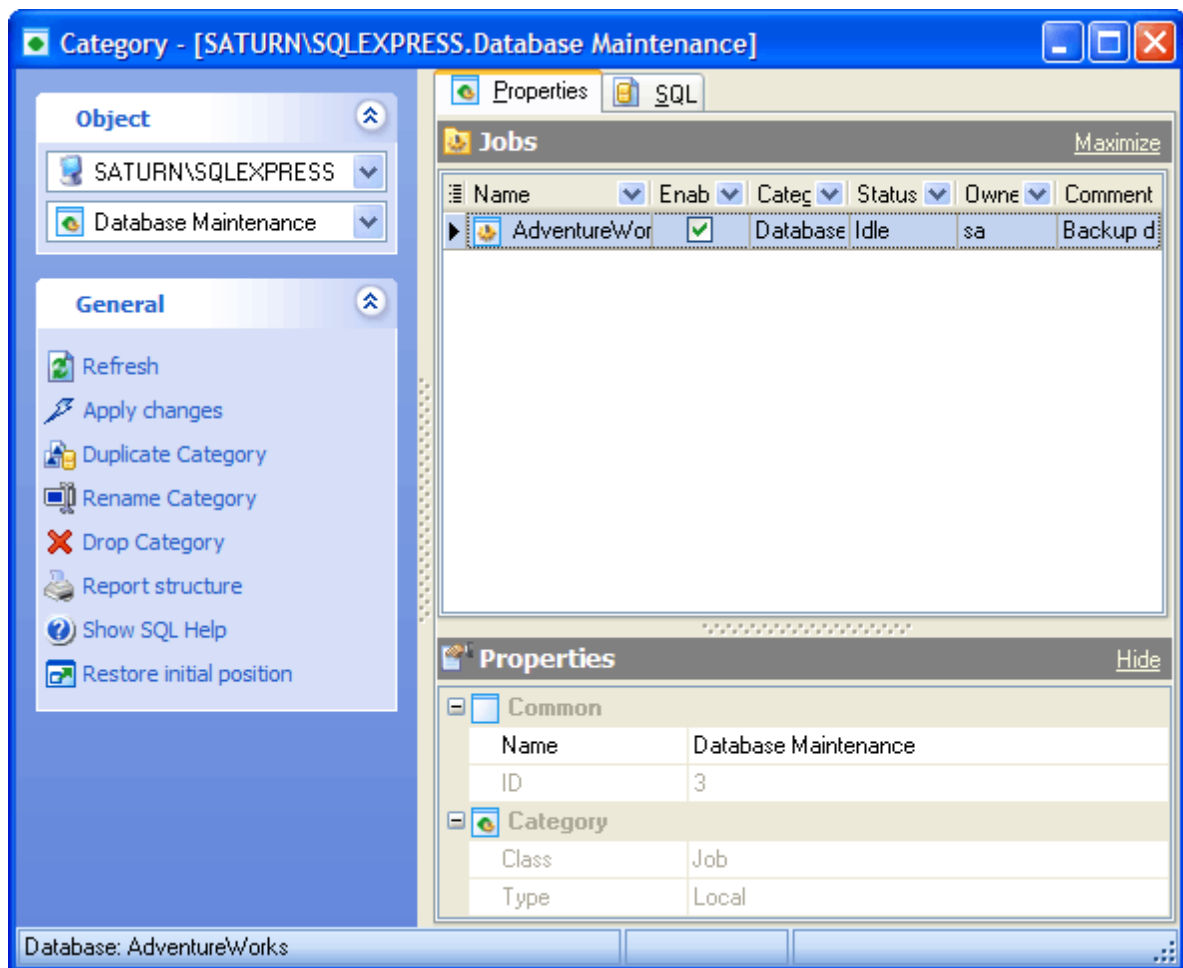 Category - [SATURN\SQLEXPRESS.Database Maintenance]
Object
SATURN\SQLEXPRESS
Database Maintenance
General
Refresh
Apply changes
Duplicate Category
Rename Category
Drop Category
Report structure
Show SQL Help
Restore initial position
Properties SQL
Jobs Maximize
Name Enab Categ Status Owne Comment
AdventureWor Database Idle sa Backup d
Properties Hide
Common
Name Database Maintenance
ID 3
Category
Class Job
Type Local
Database: AdventureWorks